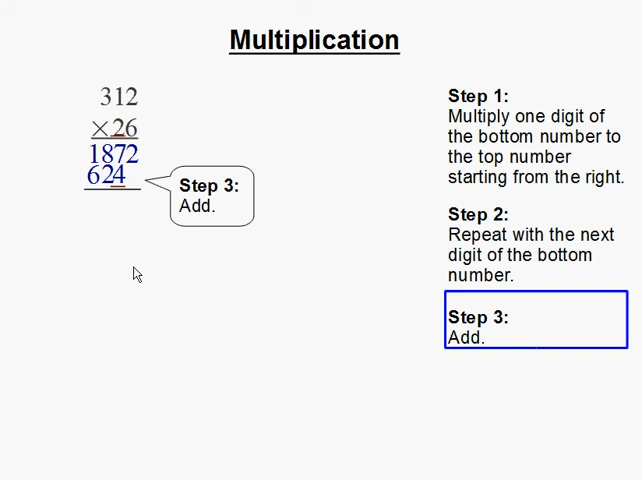 Multiplication
312
×26
1872
624
Step 3:
Add.
Step 1:
Multiply one digit of
the bottom number to
the top number
starting from the right.
Step 2:
Repeat with the next
digit of the bottom
number.
Step 3:
Add.